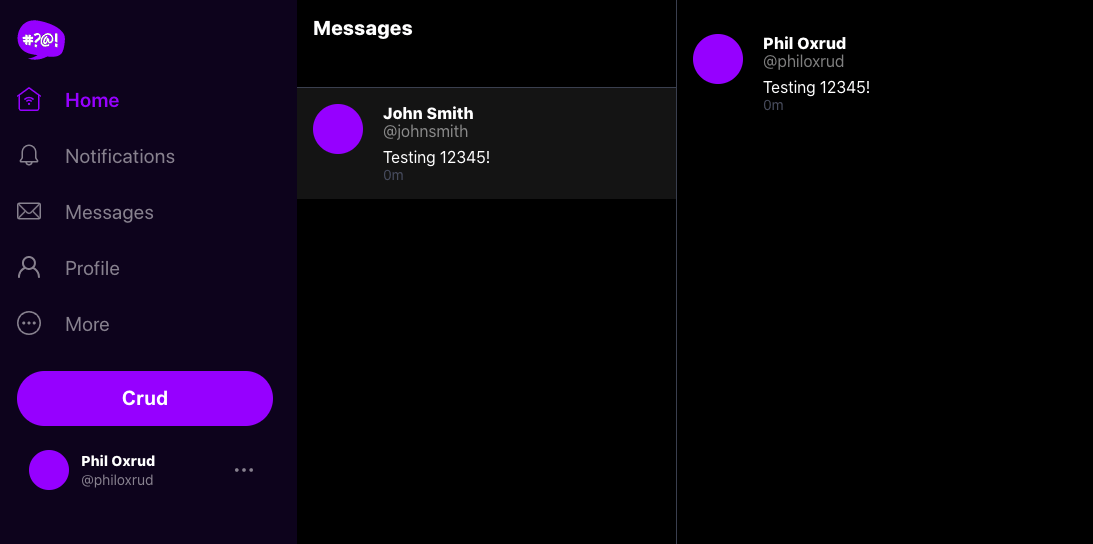 #?@!
Home
Notifications
Messages
Profile
More
Crud
Phil Oxrud
@philoxrud
Messages
John Smith
@johnsmith
Testing 12345!
0m
Phil Oxrud
@philoxrud
Testing 12345!
0m